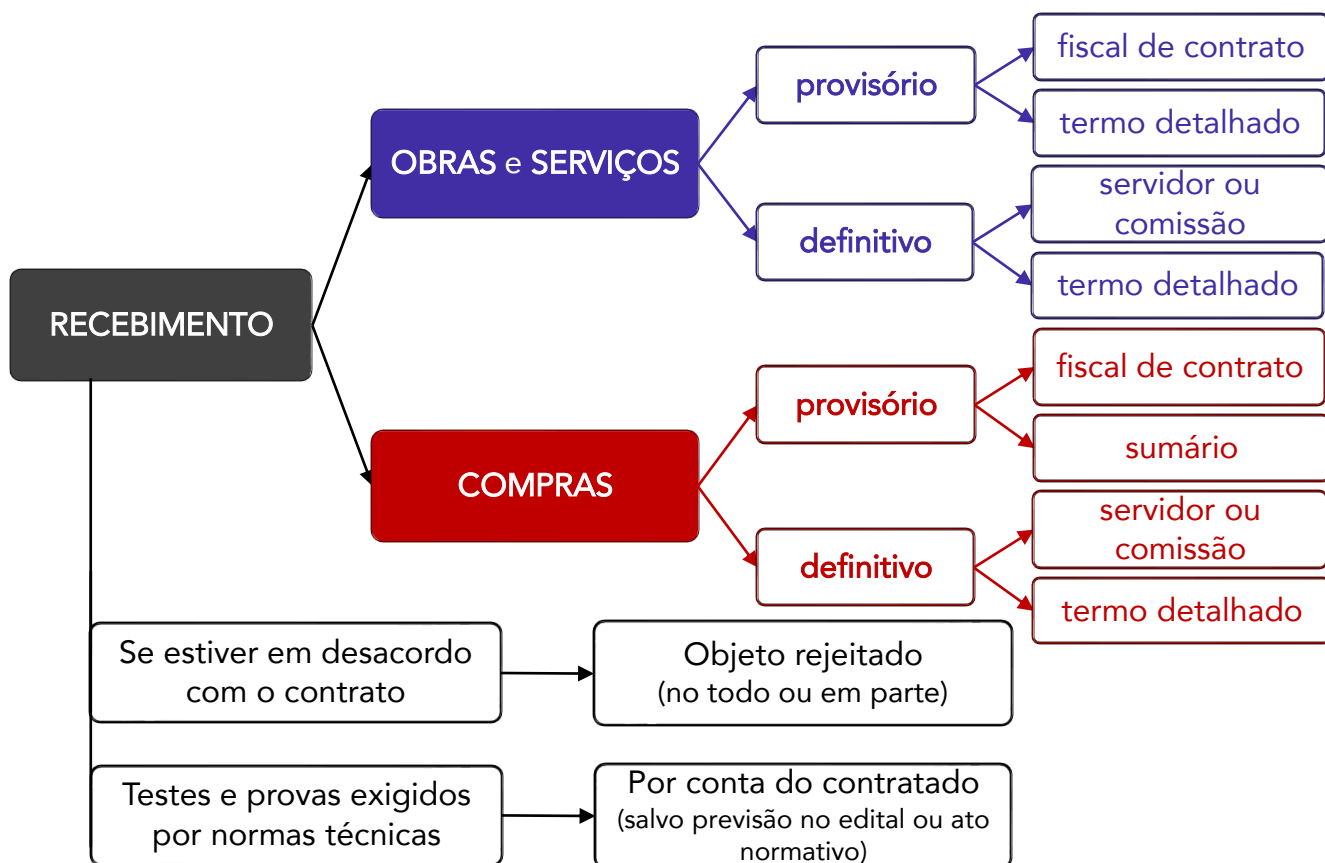 RECEBIMENTO
OBRAS e SERVIÇOS
provisório
fiscal de contrato
termo detalhado
definitivo
servidor ou
comissão
termo detalhado
COMPRAS
provisório
fiscal de contrato
sumário
definitivo
servidor ou
comissão
termo detalhado
Se estiver em desacordo
com o contrato
Objeto rejeitado
(no todo ou em parte)
Testes e provas exigidos
por normas técnicas
Por conta do contratado
(salvo previsão no edital ou ato
normativo)